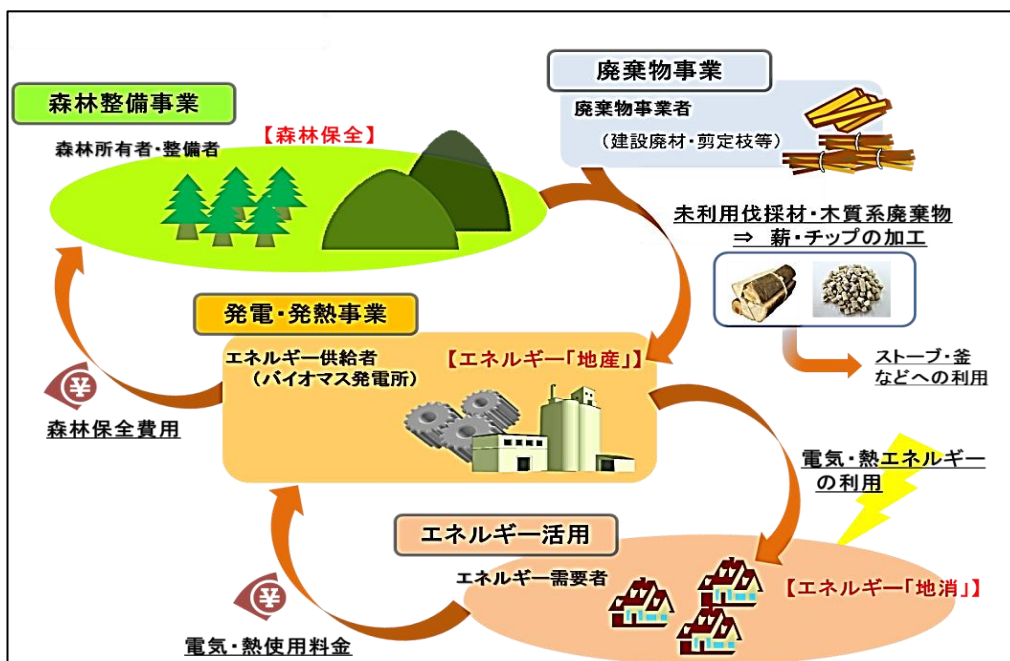 廃棄物事業
廃棄物事業者
（建設廃材・剪定枝等）
森林整備事業
【森林保全】
森林所有者・整備者
未利用伐採材・木質系廃棄物
⇒ 薪・チップの加工
ストーブ・釜
などへの利用
発電・発熱事業
エネルギー供給者
（バイオマス発電所）
【エネルギー「地産」】
¥
森林保全費用
電気・熱エネルギー
の利用
エネルギー活用
エネルギー需要者
【エネルギー「地消」】
¥
電気・熱使用料金